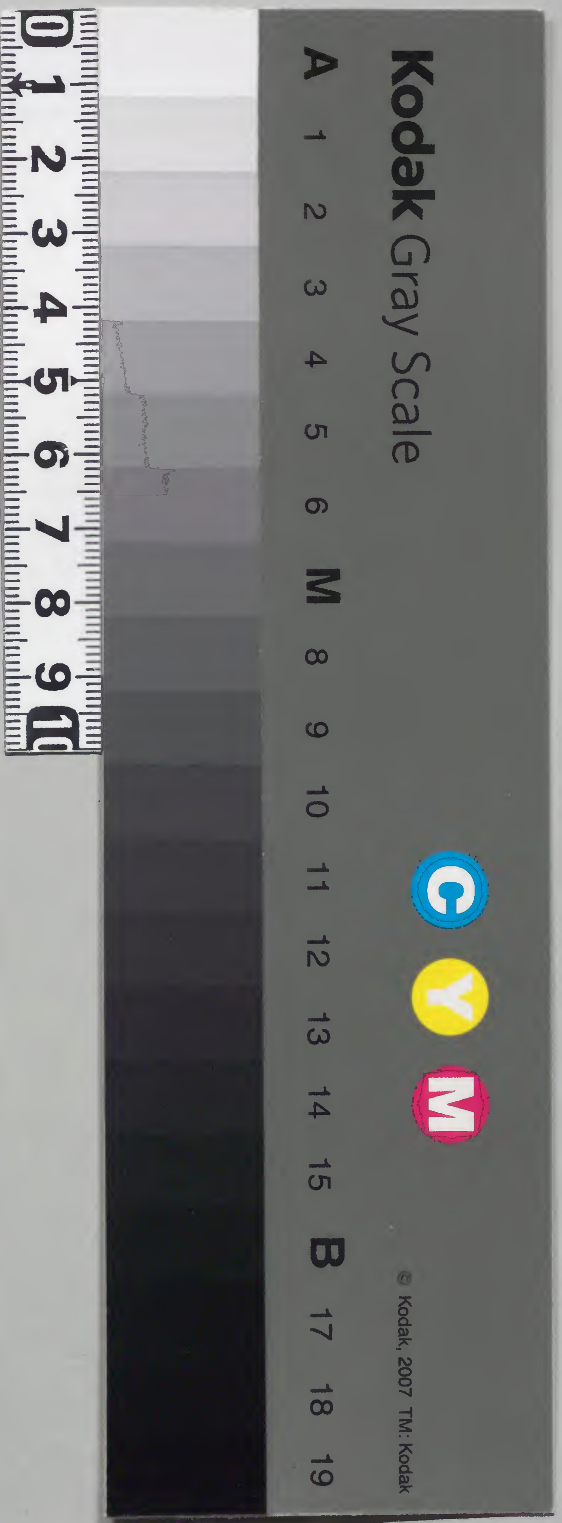 Kodak Gray Scale
C Y M
© Kodak, 2007 TM: Kodak
A 1 2 3 4 5 6 M 8 9 10 11 12 13 14 15 B 17 18 19
0 1 2 3 4 5 6 7 8 9 10